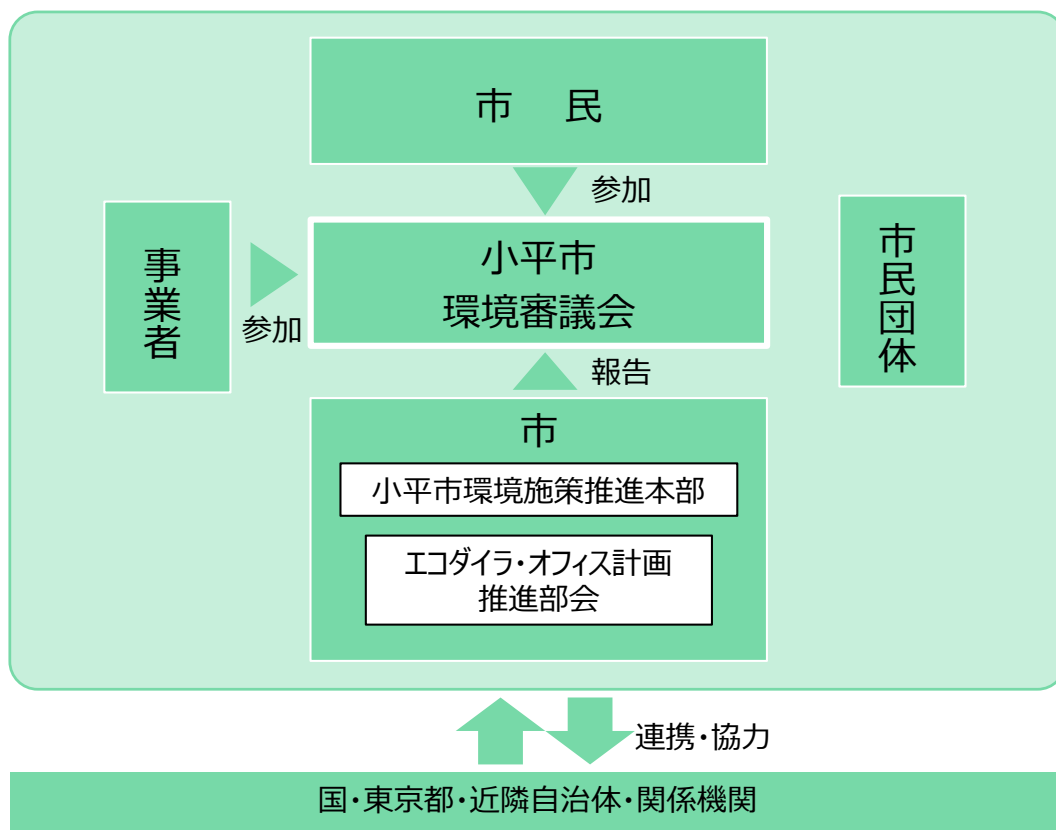 市 民
参加
事業者
参加
小平市
環境審議会
市民団体
報告
市
小平市環境施策推進本部
エコダイラ・オフィス計画
推進部会
連携・協力
国・東京都・近隣自治体・関係機関